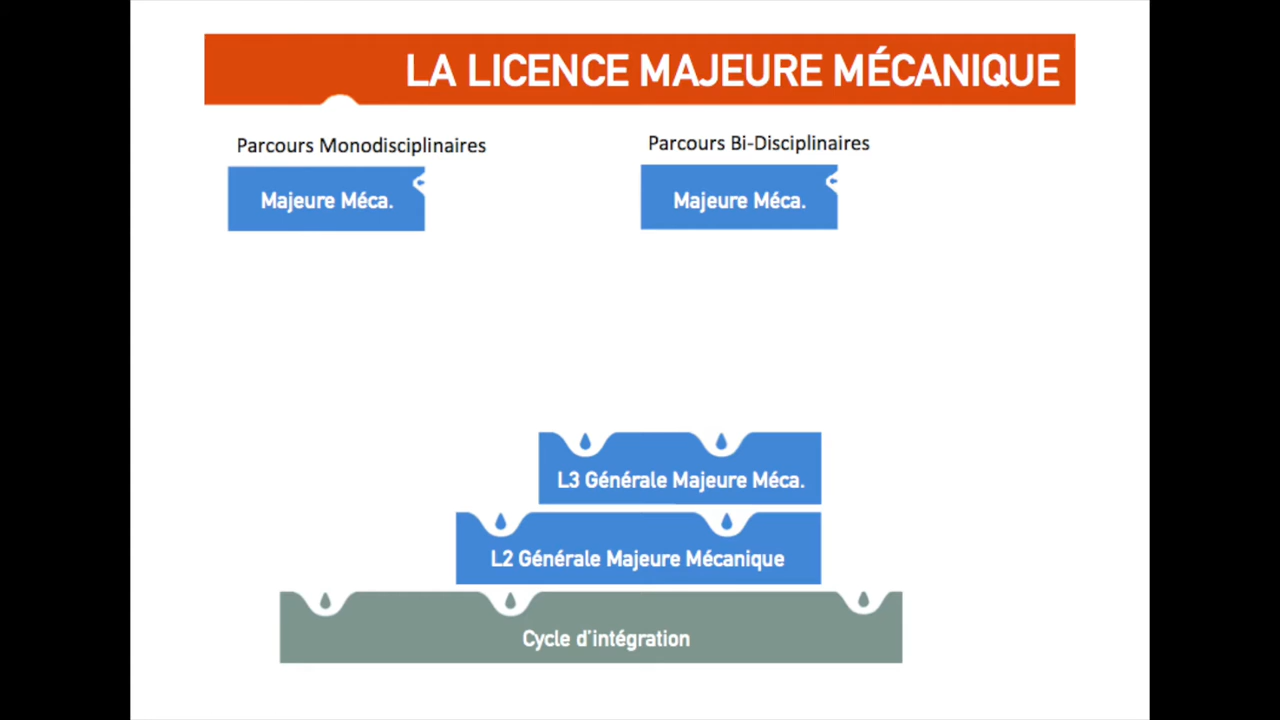 LA LICENCE MAJEURE MÉCANIQUE
Parcours Monodisciplinaires
Majeure Méca.
Parcours Bi-Disciplinaires
Majeure Méca.
L3 Générale Majeure Méca.
L2 Générale Majeure Mécanique
Cycle d'intégration